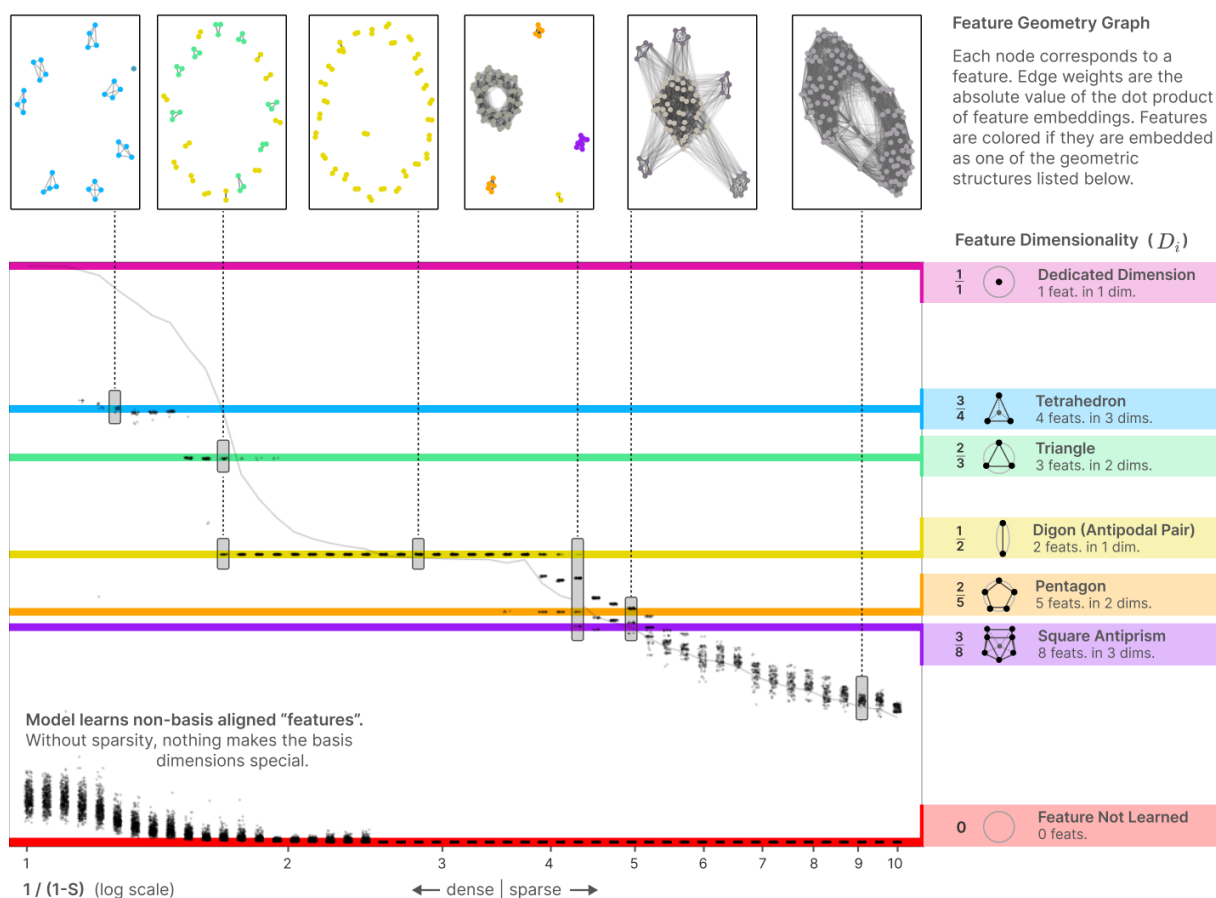 Feature Geometry Graph
Each node corresponds to a
feature. Edge weights are the
absolute value of the dot product
of feature embeddings. Features
are colored if they are embedded
as one of the geometric
structures listed below.
Feature Dimensionality ( D_i )
1/1 Dedicated Dimension
1 feat. in 1 dim.
3/4 Tetrahedron
4 feats. in 3 dims.
2/3 Triangle
3 feats. in 2 dims.
1/2 Digon (Antipodal Pair)
2 feats. in 1 dim.
2/5 Pentagon
5 feats. in 2 dims.
3/8 Square Antiprism
8 feats. in 3 dims.
Model learns non-basis aligned “features”.
Without sparsity, nothing makes the basis
dimensions special.
0 Feature Not Learned
0 feats.
1 2 3 4 5 6 7 8 9 10
1 / (1-S) (log scale) ← dense | sparse →